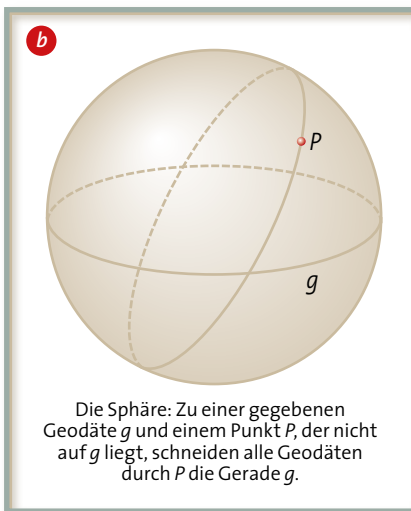 b
P
g
Die Sphäre: Zu einer gegebenen
Geodäte g und einem Punkt P, der nicht
auf g liegt, schneiden alle Geodäten
durch P die Gerade g.